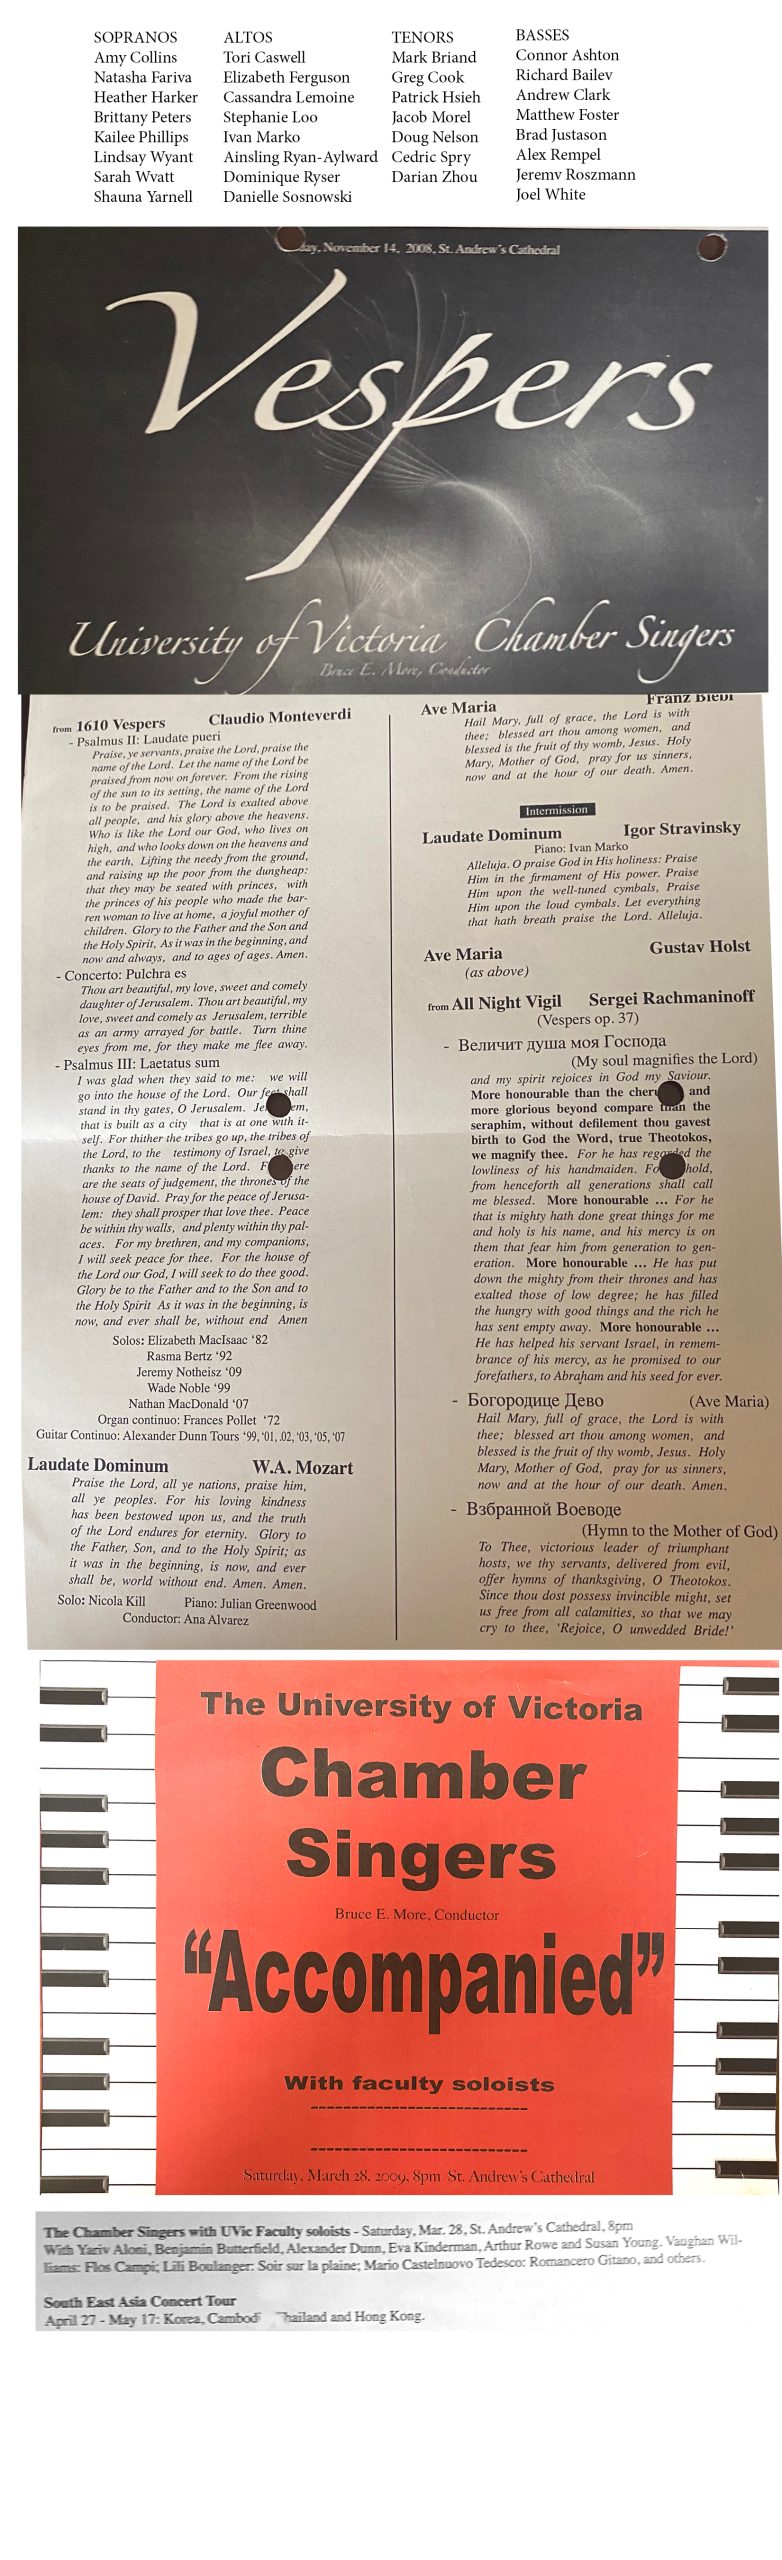 SOPRANOS
Amy Collins
Natasha Fariva
Heather Harker
Brittany Peters
Kailee Phillips
Lindsay Wyant
Sarah Wvatt
Shauna Yarnell
ALTOS
Tori Caswell
Elizabeth Ferguson
Cassandra Lemoine
Stephanie Loo
Ivan Marko
Ainsling Ryan-Aylward
Dominique Ryser
Danielle Sosnowski
TENORS
Mark Briand
Greg Cook
Patrick Hsieh
Jacob Morel
Doug Nelson
Cedric Spry
Darian Zhou
BASSES
Connor Ashton
Richard Bailev
Andrew Clark
Matthew Foster
Brad Justason
Alex Rempel
Jeremv Roszmann
Joel White
day, November 14, 2008, St. Andrew's Cathedral
Vespers
University of Victoria Chamber Singers
Bruce E. More, Conductor
from 1610 Vespers Claudio Monteverdi
- Psalmus II: Laudate pueri
Praise, ye servants, praise the Lord, praise the
name of the Lord. Let the name of the Lord be
praised from now on forever. From the rising
of the sun to its setting, the name of the Lord
is to be praised. The Lord is exalted above
all people, and his glory above the heavens.
Who is like the Lord our God, who lives on
high, and who looks down on the heavens and
the earth, Lifting the needy from the ground,
and raising up the poor from the dungheap:
that they may be seated with princes, with
the princes of his people who made the bar-
ren woman to live at home, a joyful mother of
children. Glory to the Father and the Son and
the Holy Spirit, As it was in the beginning, and
now and always, and to ages of ages. Amen.
- Concerto: Pulchra es
Thou art beautiful, my love, sweet and comely
daughter of Jerusalem. Thou art beautiful, my
love, sweet and comely as Jerusalem, terrible
as an army arrayed for battle. Turn thine
eyes from me, for they make me flee away.
- Psalmus III: Laetatus sum
I was glad when they said to me: we will
go into the house of the Lord. Our feet shall
stand in thy gates, O Jerusalem. Jer em,
that is built as a city that is at one with it-
self. For thither the tribes go up, the tribes of
the Lord, to the testimony of Israel, to give
thanks to the name of the Lord. F ere
are the seats of judgement, the thrones of the
house of David. Pray for the peace of Jerusa-
lem: they shall prosper that love thee. Peace
be within thy walls, and plenty within thy pal-
aces. For my brethren, and my companions,
I will seek peace for thee. For the house of
the Lord our God, I will seek to do thee good.
Glory be to the Father and to the Son and to
the Holy Spirit As it was in the beginning, is
now, and ever shall be, without end Amen
Solos: Elizabeth MacIsaac '82
Rasma Bertz '92
Jeremy Notheisz '09
Wade Noble '99
Nathan MacDonald '07
Organ continuo: Frances Pollet '72
Guitar Continuo: Alexander Dunn Tours '99, '01, .02, '03, '05, '07
Laudate Dominum W.A. Mozart
Praise the Lord, all ye nations, praise him,
all ye peoples. For his loving kindness
has been bestowed upon us, and the truth
of the Lord endures for eternity. Glory to
the Father, Son, and to the Holy Spirit; as
it was in the beginning, is now, and ever
shall be, world without end. Amen. Amen.
Solo: Nicola Kill Piano: Julian Greenwood
Conductor: Ana Alvarez
Ave Maria Franz Biebl
Hail Mary, full of grace, the Lord is with
thee; blessed art thou among women, and
blessed is the fruit of thy womb, Jesus. Holy
Mary, Mother of God, pray for us sinners,
now and at the hour of our death. Amen.
Intermission
Laudate Dominum Igor Stravinsky
Piano: Ivan Marko
Alleluja. O praise God in His holiness: Praise
Him in the firmament of His power. Praise
Him upon the well-tuned cymbals, Praise
Him upon the loud cymbals. Let everything
that hath breath praise the Lord. Alleluja.
Ave Maria Gustav Holst
(as above)
from All Night Vigil Sergei Rachmaninoff
(Vespers op. 37)
- Величит душа моя Господа
(My soul magnifies the Lord)
and my spirit rejoices in God my Saviour.
More honourable than the cheru and
more glorious beyond compare than the
seraphim, without defilement thou gavest
birth to God the Word, true Theotokos,
we magnify thee. For he has regarded the
lowliness of his handmaiden. Fo hold,
from henceforth all generations shall call
me blessed. More honourable ... For he
that is mighty hath done great things for me
and holy is his name, and his mercy is on
them that fear him from generation to gen-
eration. More honourable ... He has put
down the mighty from their thrones and has
exalted those of low degree; he has filled
the hungry with good things and the rich he
has sent empty away. More honourable ...
He has helped his servant Israel, in remem-
brance of his mercy, as he promised to our
forefathers, to Abraham and his seed for ever.
- Богородице Дево (Ave Maria)
Hail Mary, full of grace, the Lord is with
thee; blessed art thou among women, and
blessed is the fruit of thy womb, Jesus. Holy
Mary, Mother of God, pray for us sinners,
now and at the hour of our death. Amen.
- Взбранной Воеводе
(Hymn to the Mother of God)
To Thee, victorious leader of triumphant
hosts, we thy servants, delivered from evil,
offer hymns of thanksgiving, O Theotokos.
Since thou dost possess invincible might, set
us free from all calamities, so that we may
cry to thee, 'Rejoice, O unwedded Bride!'
The University of Victoria
Chamber
Singers
Bruce E. More, Conductor
"Accompanied"
With faculty soloists
---------------------------
---------------------------
Saturday, March 28, 2009, 8pm St. Andrew's Cathedral
The Chamber Singers with UVic Faculty soloists - Saturday, Mar. 28, St. Andrew's Cathedral, 8pm
With Yariv Aloni, Benjamin Butterfield, Alexander Dunn, Eva Kinderman, Arthur Rowe and Susan Young. Vaughan Wil-
liams: Flos Campi; Lili Boulanger: Soir sur la plaine; Mario Castelnuovo Tedesco: Romancero Gitano, and others.
South East Asia Concert Tour
April 27 - May 17: Korea, Cambodi Thailand and Hong Kong.